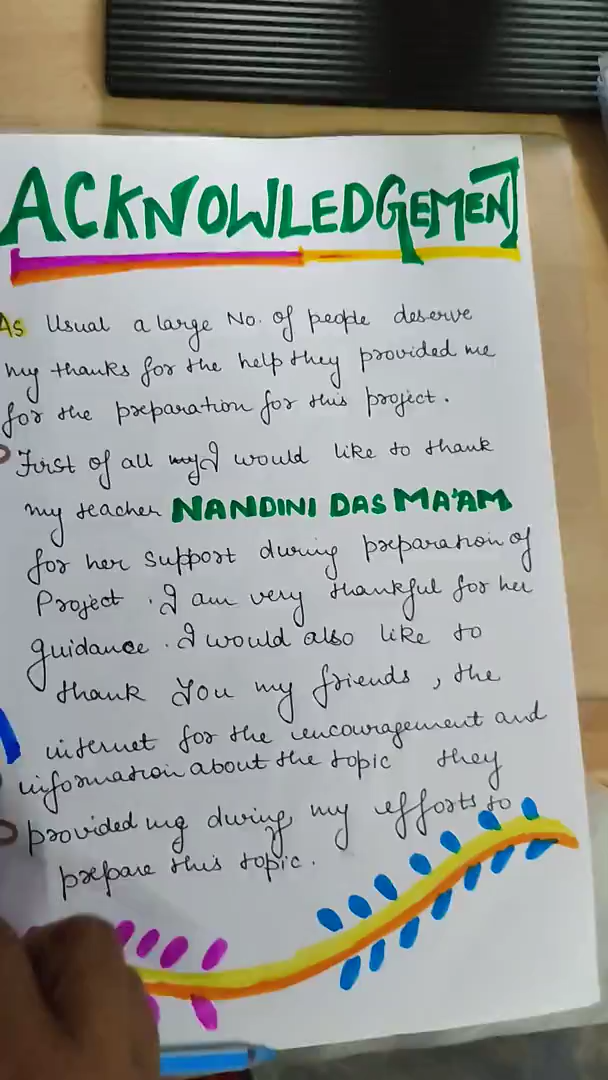 ACKNOWLEDGEMENT
As Usual a large No. of people deserve
my thanks for the help they provided me
for the preparation for this project.
First of all my I would like to thank
my teacher NANDINI DAS MA'AM
for her support during preparation of
Project . I am very thankful for her
guidance . I would also like to
thank You my friends , the
internet for the encouragement and
information about the topic they
provided mg during my efforts to
prepare this topic.